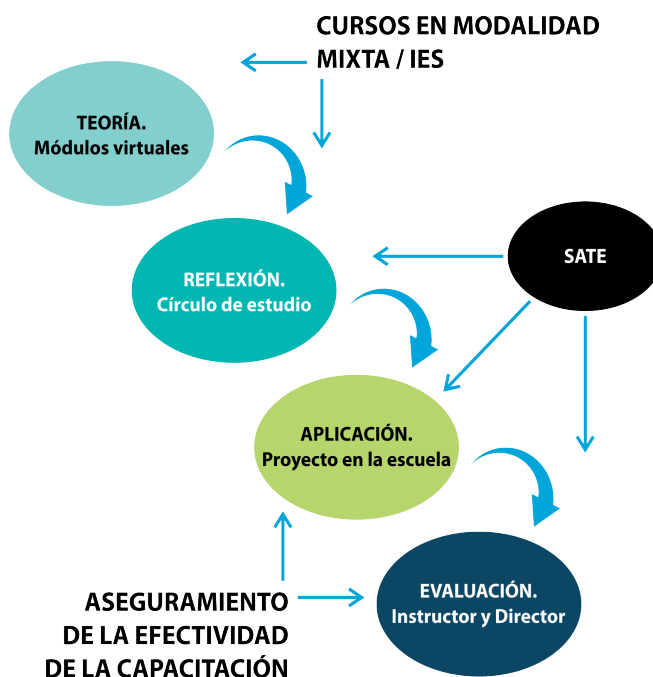 CURSOS EN MODALIDAD
MIXTA / IES
TEORÍA.
Módulos virtuales
REFLEXIÓN.
Círculo de estudio
SATE
APLICACIÓN.
Proyecto en la escuela
EVALUACIÓN.
Instructor y Director
ASEGURAMIENTO
DE LA EFECTIVIDAD
DE LA CAPACITACIÓN